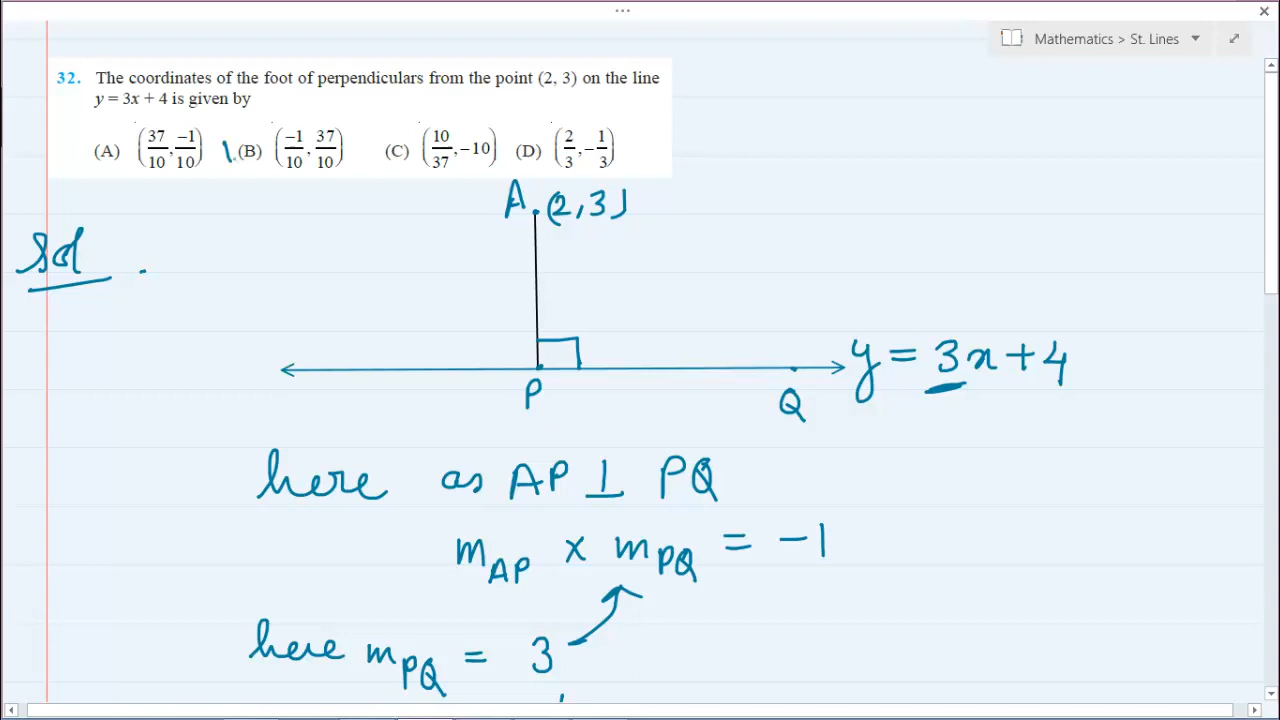 Mathematics > St. Lines
32. The coordinates of the foot of perpendiculars from the point (2, 3) on the line
y = 3x + 4 is given by
(A) (37/10, -1/10) (B) (-1/10, 37/10) (C) (10/37, -10) (D) (2/3, -1/3)
A. (2, 3)
Sol
y = 3x + 4
P
Q
here as AP ⊥ PQ
m_AP × m_PQ = -1
here m_PQ = 3